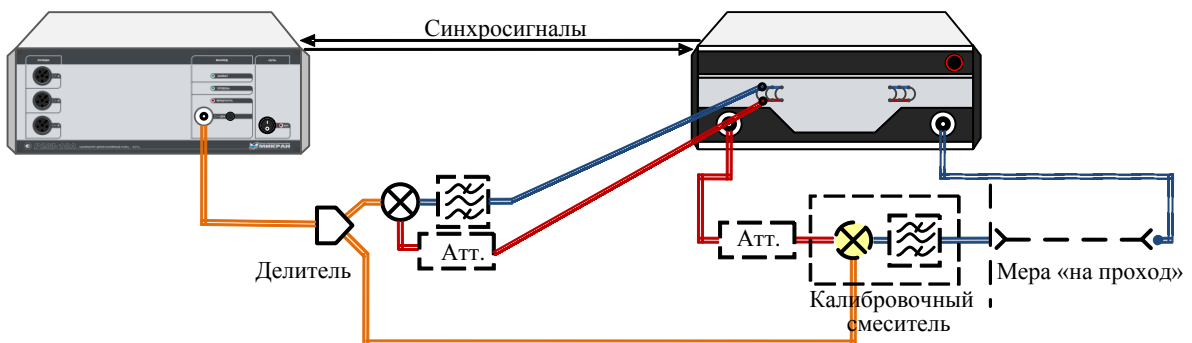 Синхросигналы
МИКРАН
Атт.
Атт.
Делитель
Мера «на проход»
Калибровочный
смеситель